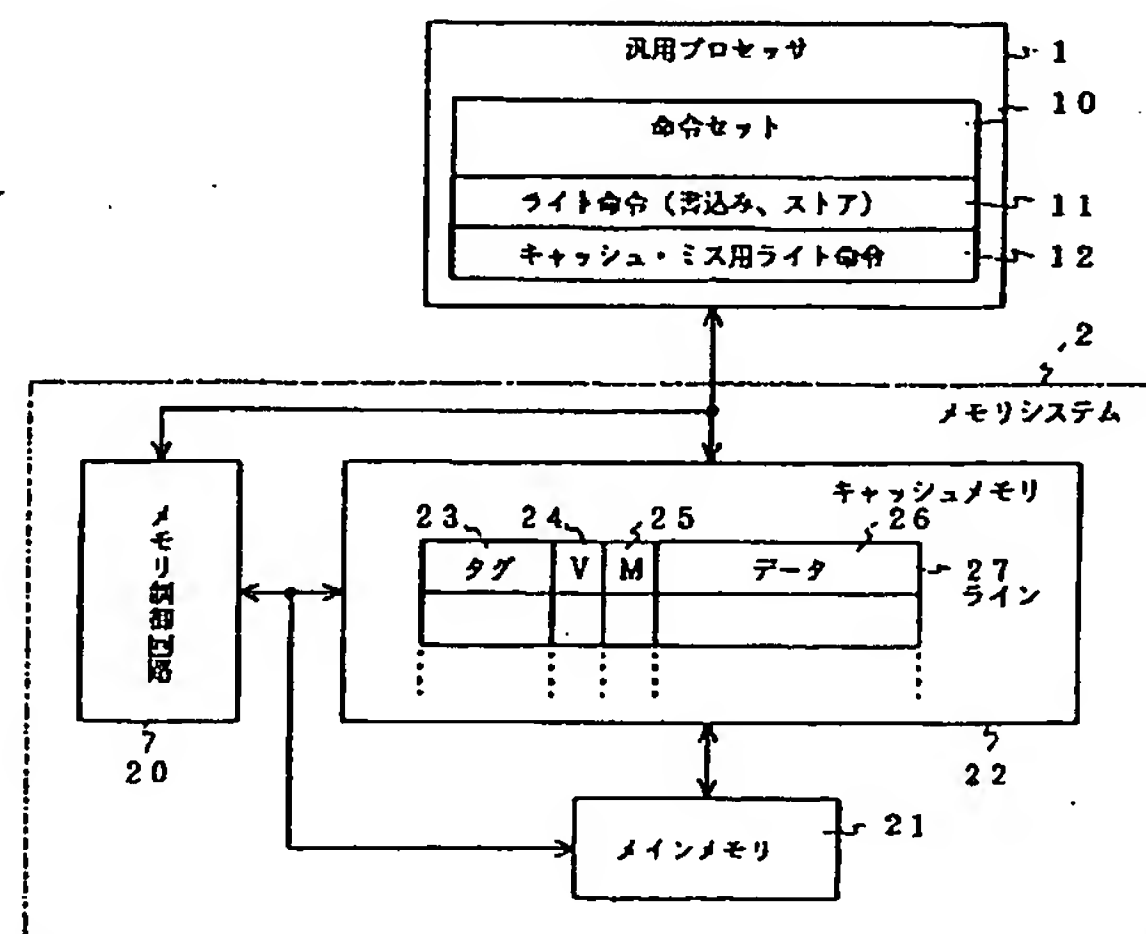 汎用プロセッサ
1
10
命令セット
ライト命令(書込み、ストア)
11
キャッシュ・ミス用ライト命令
12
2
メモリシステム
メモリ制御回路
20
キャッシュメモリ
23
24
25
26
タグ
V
M
データ
27
ライン
22
メインメモリ
21